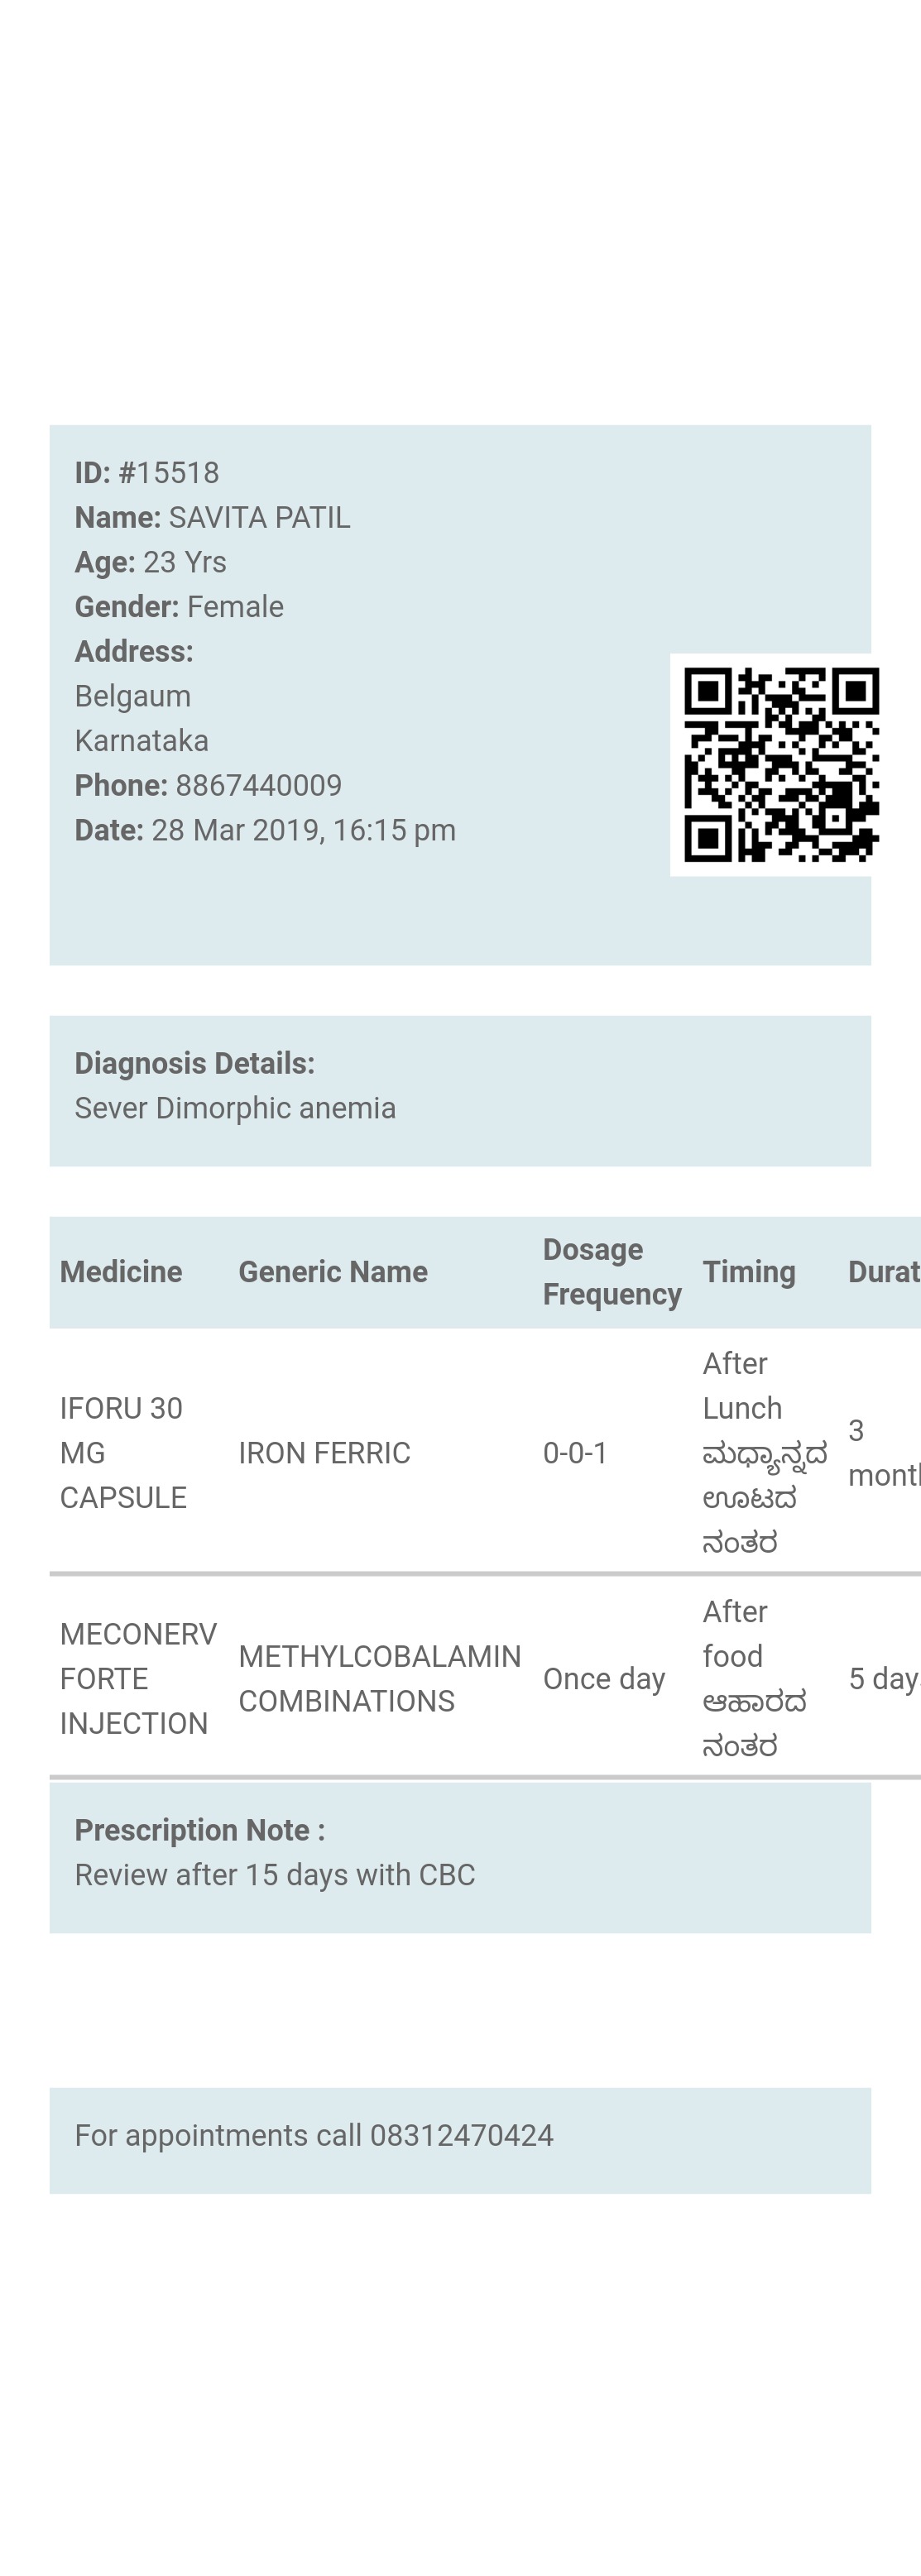 ID: #15518
Name: SAVITA PATIL
Age: 23 Yrs
Gender: Female
Address:
Belgaum
Karnataka
Phone: 8867440009
Date: 28 Mar 2019, 16:15 pm
Diagnosis Details:
Sever Dimorphic anemia
Medicine Generic Name Dosage Frequency Timing Durat
IFORU 30
MG
CAPSULE
IRON FERRIC
0-0-1
After
Lunch
ಮಧ್ಯಾನ್ನದ
ಊಟದ
ನಂತರ
3
month
MECONERV
FORTE
INJECTION
METHYLCOBALAMIN
COMBINATIONS
Once day
After
food
ಆಹಾರದ
ನಂತರ
5 days
Prescription Note :
Review after 15 days with CBC
For appointments call 08312470424